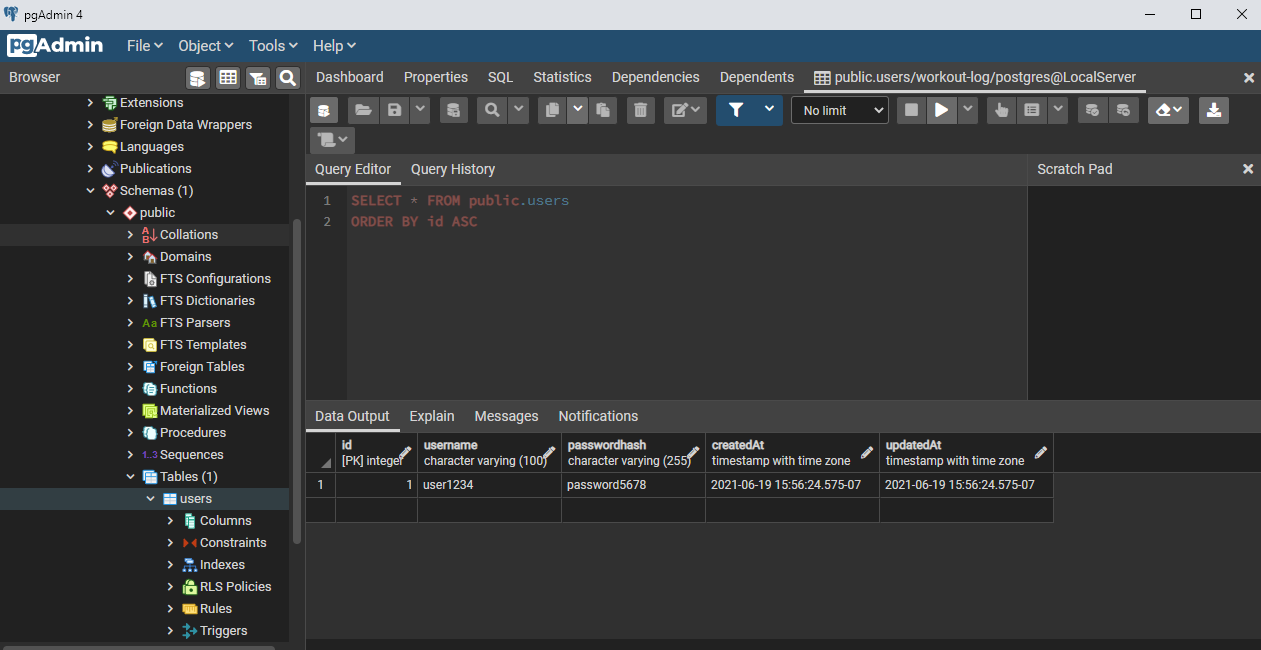 pgAdmin 4
pgAdmin File Object Tools Help
Browser
Dashboard Properties SQL Statistics Dependencies Dependents public.users/workout-log/postgres@LocalServer
No limit
Extensions
Foreign Data Wrappers
Languages
Publications
Schemas (1)
public
Collations
Domains
FTS Configurations
FTS Dictionaries
Aa FTS Parsers
FTS Templates
Foreign Tables
Functions
Materialized Views
Procedures
1..3 Sequences
Tables (1)
users
Columns
Constraints
Indexes
RLS Policies
Rules
Triggers
Query Editor Query History
Scratch Pad
1 SELECT * FROM public.users
2 ORDER BY id ASC
Data Output Explain Messages Notifications
id username passwordhash createdAt updatedAt
[PK] integer character varying (100) character varying (255) timestamp with time zone timestamp with time zone
1 1 user1234 password5678 2021-06-19 15:56:24.575-07 2021-06-19 15:56:24.575-07